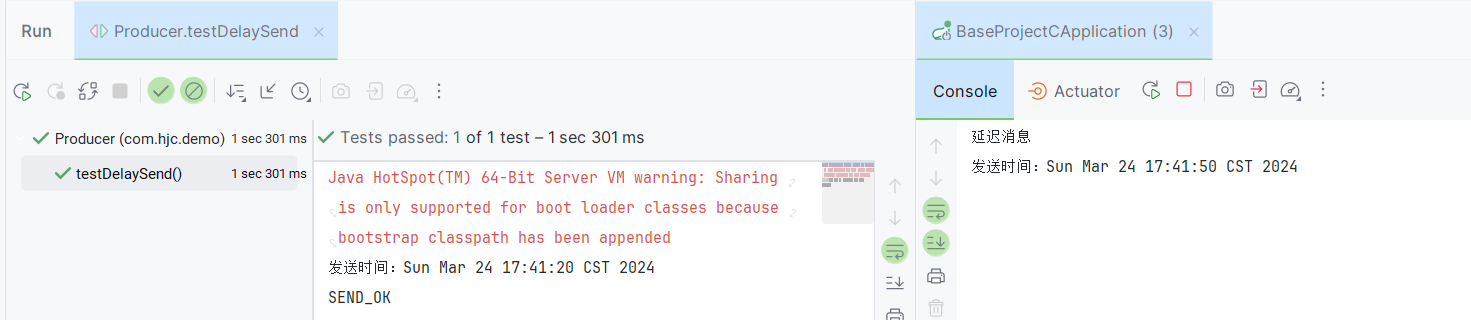 Run
Producer.testDelaySend
BaseProjectCApplication (3)
Console
Actuator
Producer (com.hjc.demo) 1 sec 301 ms
testDelaySend() 1 sec 301 ms
Tests passed: 1 of 1 test – 1 sec 301 ms
Java HotSpot(TM) 64-Bit Server VM warning: Sharing
is only supported for boot loader classes because
bootstrap classpath has been appended
发送时间：Sun Mar 24 17:41:20 CST 2024
SEND_OK
延迟消息
发送时间：Sun Mar 24 17:41:50 CST 2024